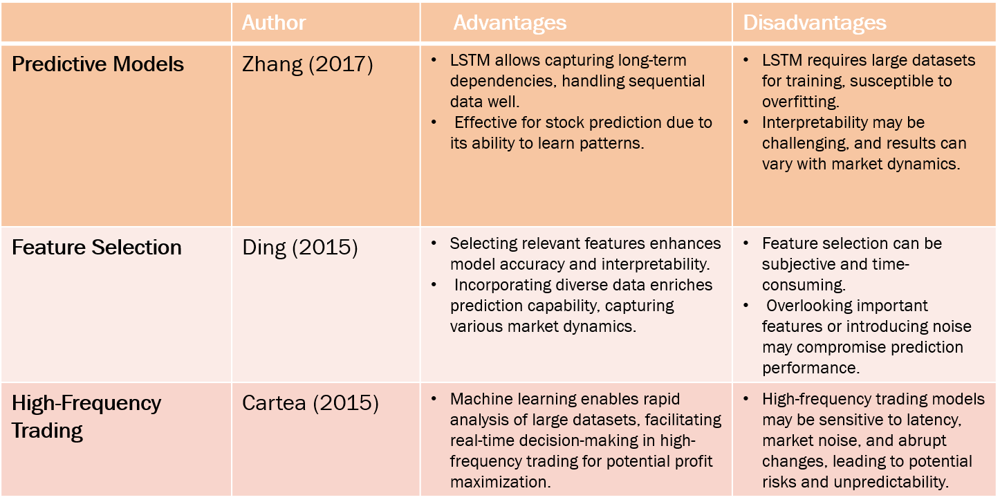 Author
Advantages
Disadvantages
Predictive Models
Zhang (2017)
• LSTM allows capturing long-term
dependencies, handling sequential
data well.
• Effective for stock prediction due to
its ability to learn patterns.
• LSTM requires large datasets
for training, susceptible to
overfitting.
• Interpretability may be
challenging, and results can
vary with market dynamics.
Feature Selection
Ding (2015)
• Selecting relevant features enhances
model accuracy and interpretability.
• Incorporating diverse data enriches
prediction capability, capturing
various market dynamics.
• Feature selection can be
subjective and time-
consuming.
• Overlooking important
features or introducing noise
may compromise prediction
performance.
High-Frequency
Trading
Cartea (2015)
• Machine learning enables rapid
analysis of large datasets, facilitating
real-time decision-making in high-
frequency trading for potential profit
maximization.
• High-frequency trading models
may be sensitive to latency,
market noise, and abrupt
changes, leading to potential
risks and unpredictability.